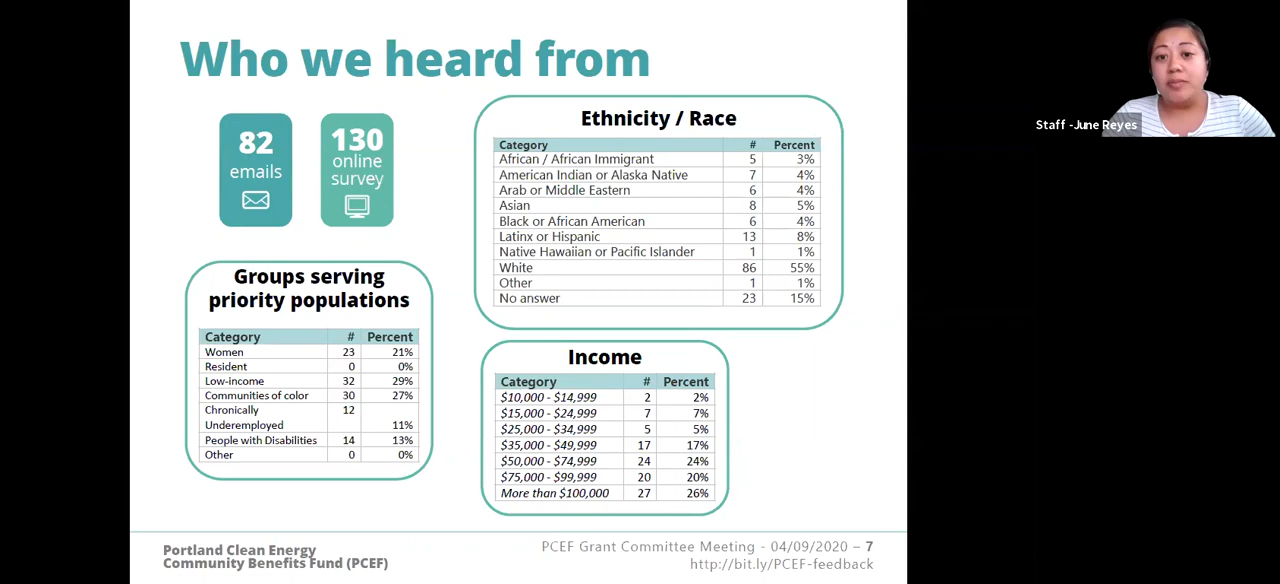 Who we heard from
82
emails
130
online
survey
Ethnicity / Race
Category # Percent
African / African Immigrant 5 3%
American Indian or Alaska Native 7 4%
Arab or Middle Eastern 6 4%
Asian 8 5%
Black or African American 6 4%
Latinx or Hispanic 13 8%
Native Hawaiian or Pacific Islander 1 1%
White 86 55%
Other 1 1%
No answer 23 15%
Groups serving
priority populations
Category # Percent
Women 23 21%
Resident 0 0%
Low-income 32 29%
Communities of color 30 27%
Chronically 12
Underemployed 11%
People with Disabilities 14 13%
Other 0 0%
Income
Category # Percent
$10,000 - $14,999 2 2%
$15,000 - $24,999 7 7%
$25,000 - $34,999 5 5%
$35,000 - $49,999 17 17%
$50,000 - $74,999 24 24%
$75,000 - $99,999 20 20%
More than $100,000 27 26%
Portland Clean Energy
Community Benefits Fund (PCEF)
PCEF Grant Committee Meeting - 04/09/2020 – 7
http://bit.ly/PCEF-feedback
Staff -June Reyes